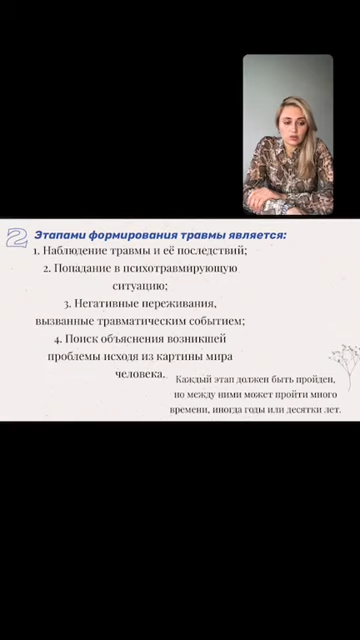 2 Этапами формирования травмы является:
1. Наблюдение травмы и её последствий;
2. Попадание в психотравмирующую
ситуацию;
3. Негативные переживания,
вызванные травматическим событием;
4. Поиск объяснения возникшей
проблемы исходя из картины мира
человека.
Каждый этап должен быть пройден,
но между ними может пройти много
времени, иногда годы или десятки лет.